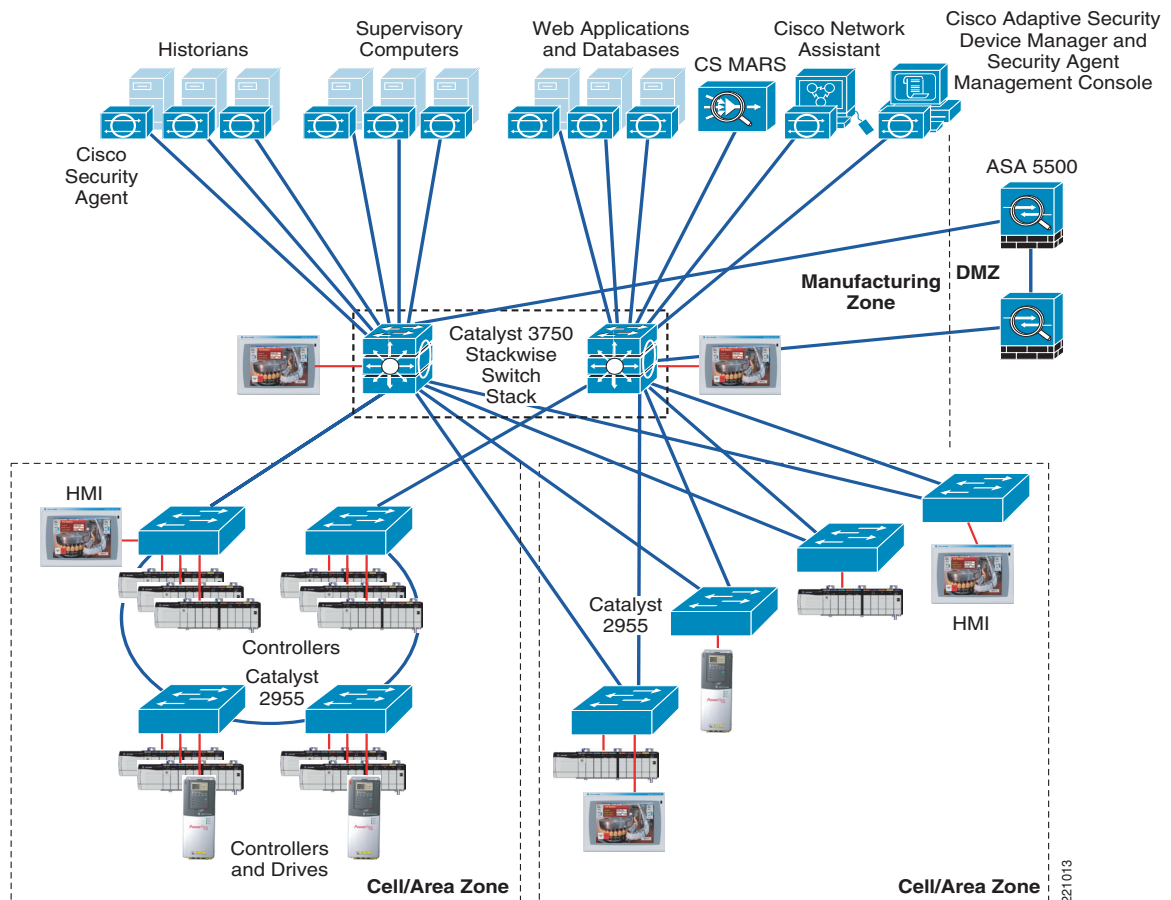 Historians
Supervisory
Computers
Web Applications
and Databases
CS MARS
Cisco Network
Assistant
Cisco Adaptive Security
Device Manager and
Security Agent
Management Console
Cisco
Security
Agent
ASA 5500
Manufacturing
Zone
DMZ
Catalyst 3750
Stackwise
Switch
Stack
HMI
Controllers
Catalyst
2955
Controllers
and Drives
Cell/Area Zone
Catalyst
2955
HMI
Cell/Area Zone
221013